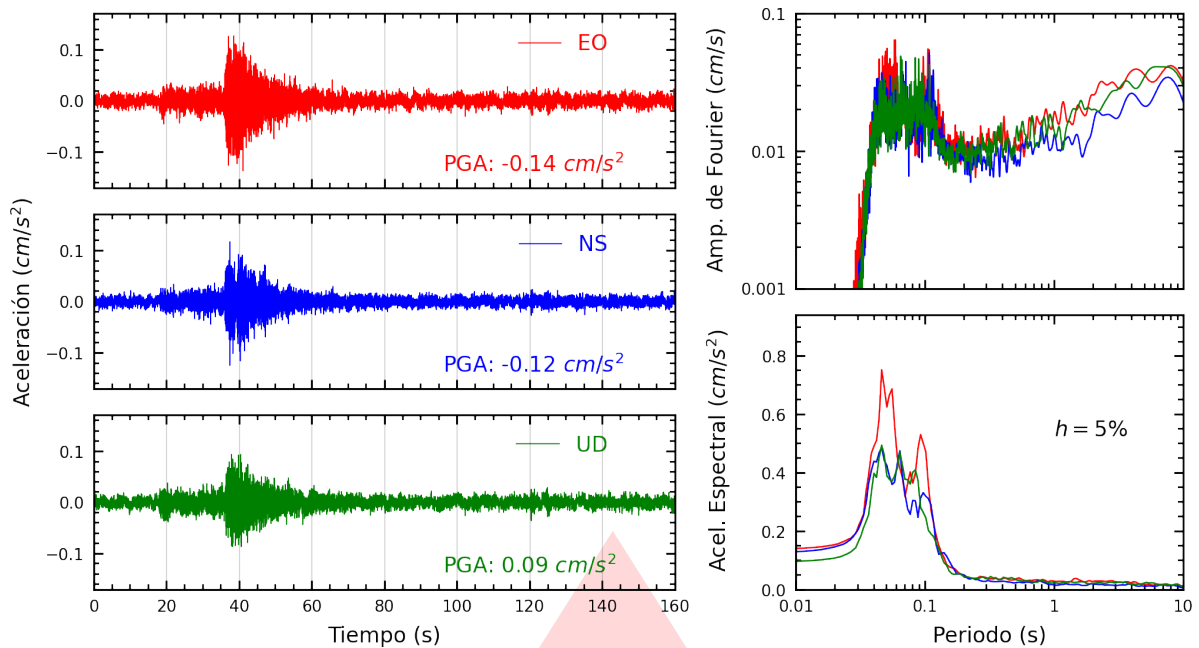 Aceleración (cm/s²)
0.1
0.0
−0.1
EO
PGA: -0.14 cm/s²
0.1
0.0
−0.1
NS
PGA: -0.12 cm/s²
0.1
0.0
−0.1
UD
PGA: 0.09 cm/s²
0 20 40 60 80 100 120 140 160
Tiempo (s)
Amp. de Fourier (cm/s)
0.1
0.01
0.001
Acel. Espectral (cm/s²)
0.8
0.6
0.4
0.2
0.0
h = 5%
0.01 0.1 1 10
Periodo (s)